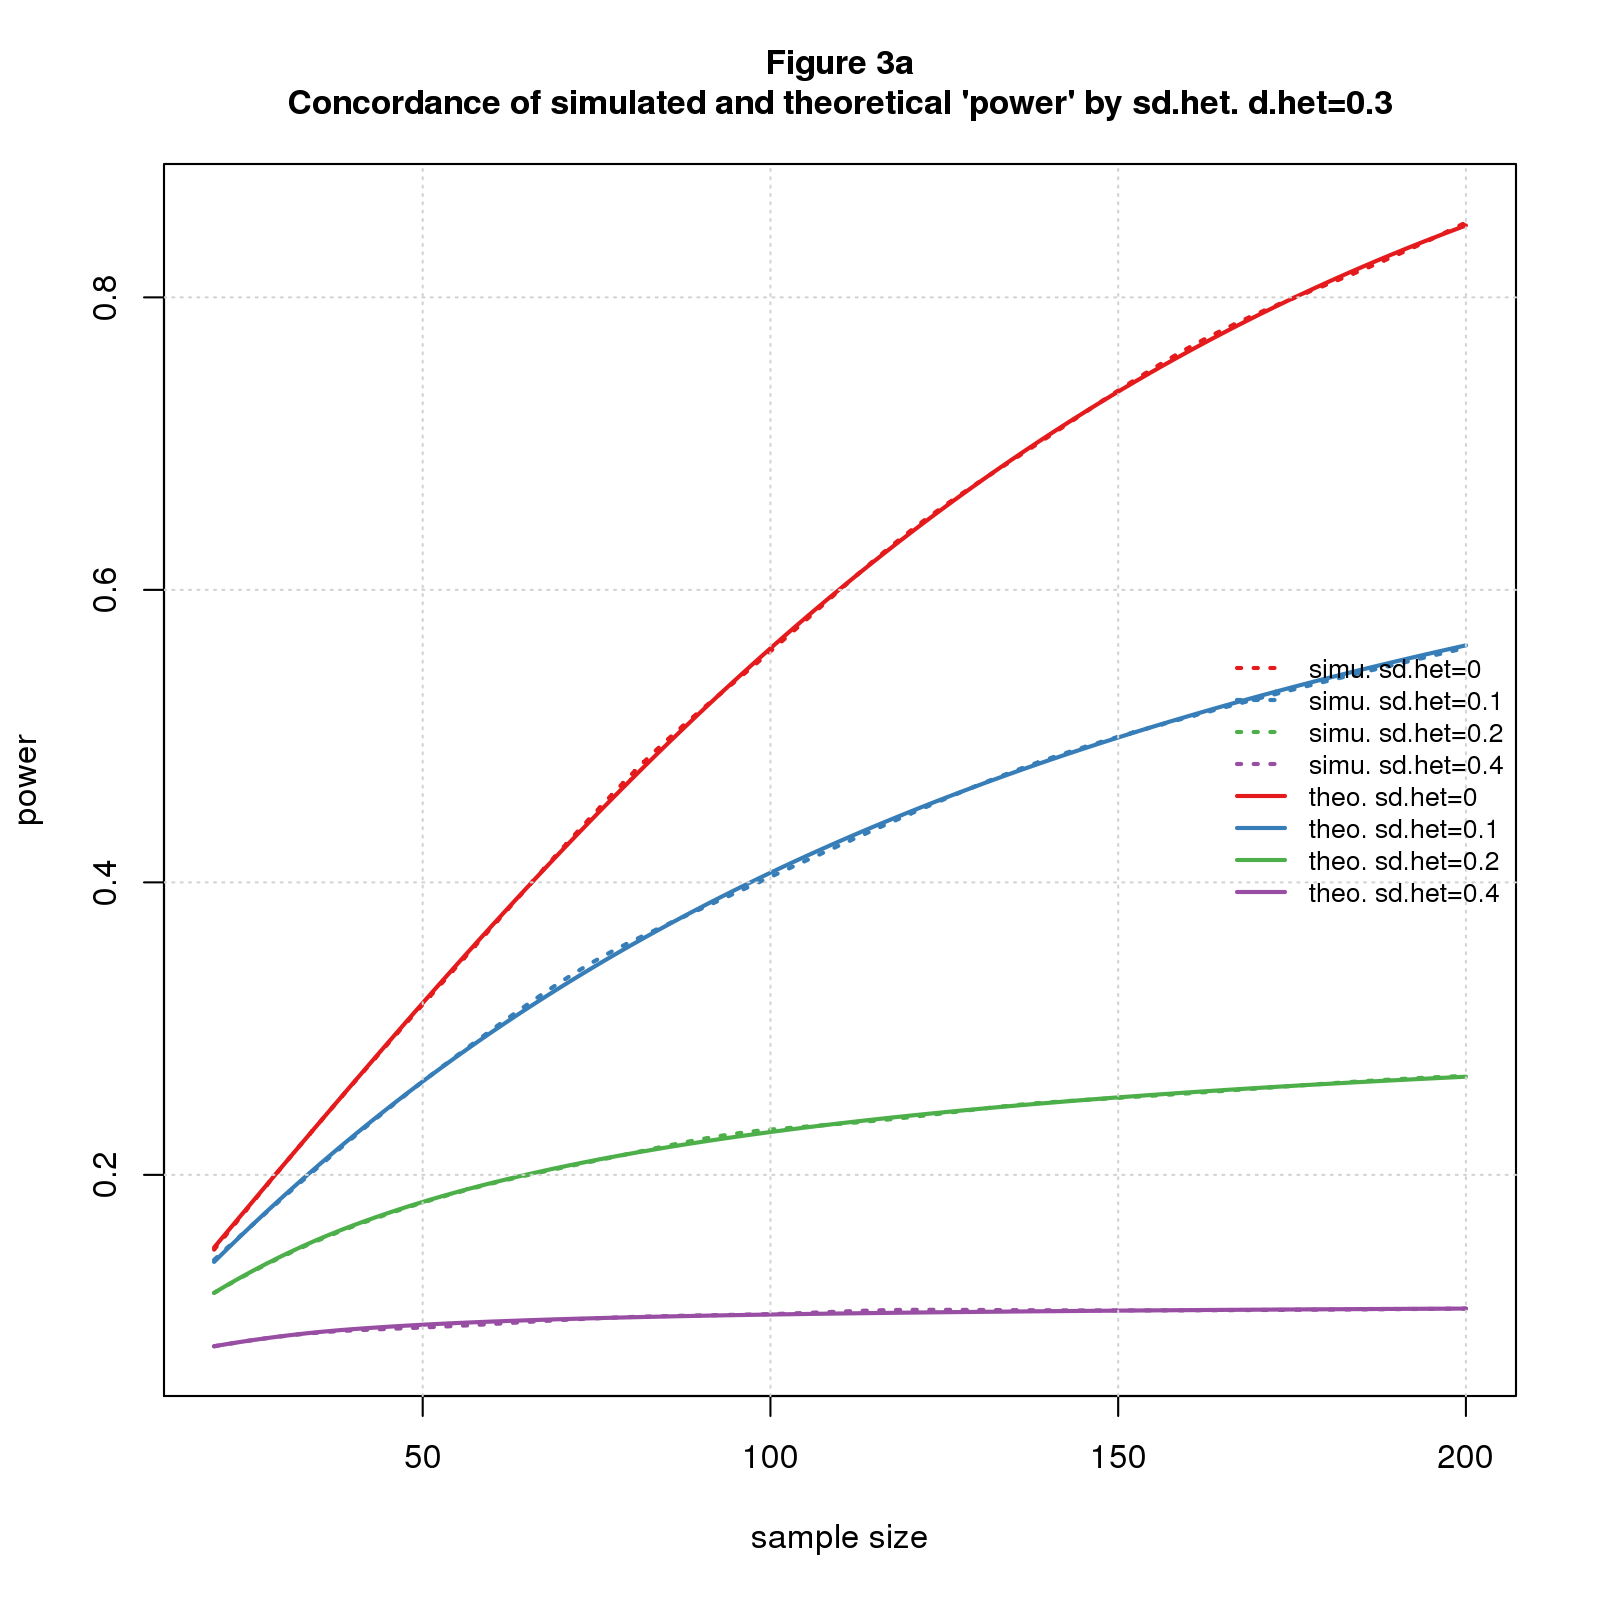 Figure 3a
Concordance of simulated and theoretical 'power' by sd.het. d.het=0.3
power
0.8
0.6
0.4
0.2
simu. sd.het=0
simu. sd.het=0.1
simu. sd.het=0.2
simu. sd.het=0.4
theo. sd.het=0
theo. sd.het=0.1
theo. sd.het=0.2
theo. sd.het=0.4
50 100 150 200
sample size